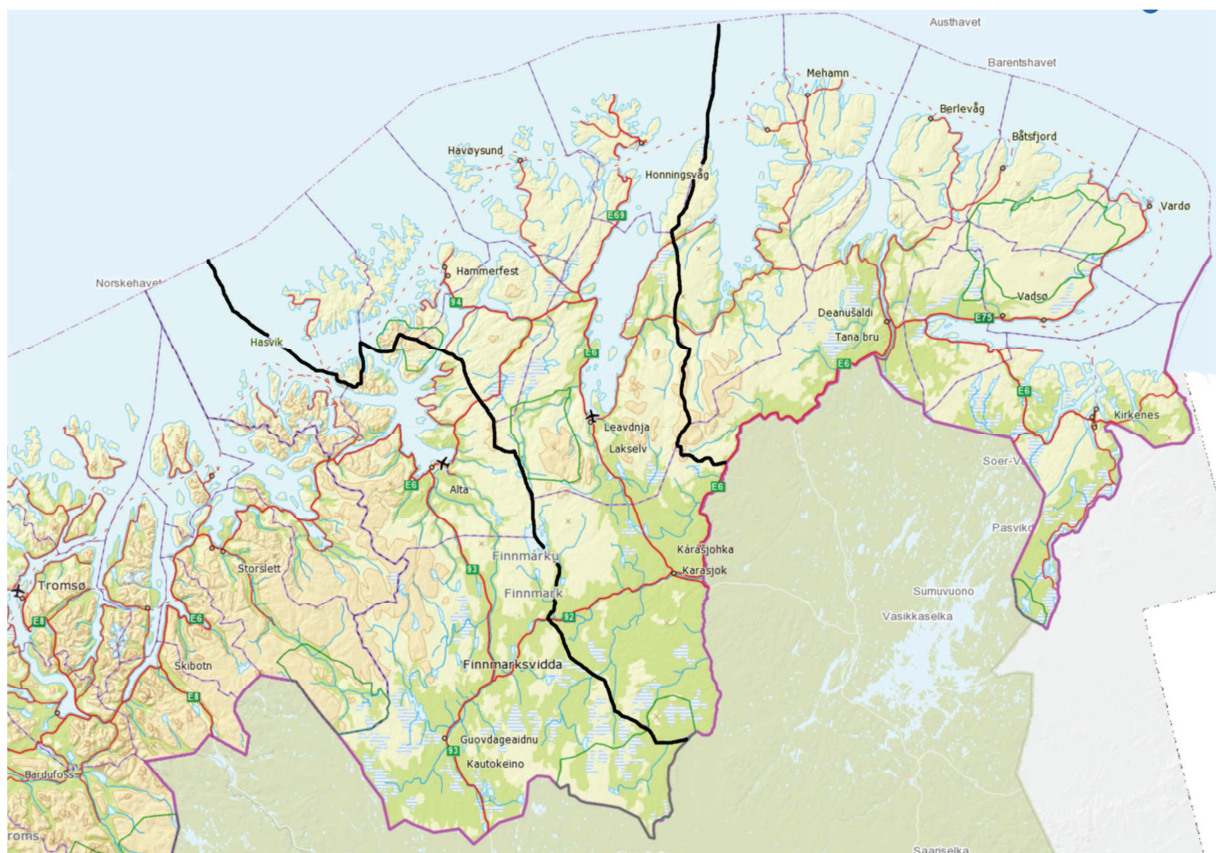 Austhavet
Barentshavet
Mehamn
Berlevåg
Båtsfjord
Havøysund
Honningsvåg
Vardø
E69
Norskehavet
Hammerfest
94
Vadsø
Deanušaldi
E75
Hasvik
Tana bru
E6
E6
E6
Kirkenes
Leavdnja
Lakselv
Soer-V
E6
Alta
E6
Pasvik
Finnmárku
Kárášjohka
Storslett
93
Karasjok
Tromsø
Finnmark
Sumuvuono
E8
E6
92
Vasikkaselka
Skibotn
Finnmarksvidda
E8
Guovdageaidnu
93
Kautokeino
Bardufoss
roms
Saariselka